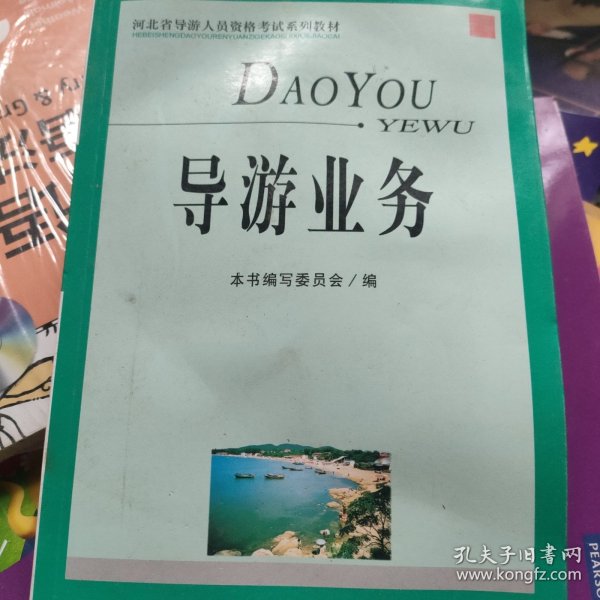 河北省导游人员资格考试系列教材
HEBEISHENGDAOYOURENYUANZIGEKAOSHIXILIEJIAOCAI
DAOYOU
YEWU
导游业务
本书编写委员会/编
PEARSO
孔夫子旧书网
www.kongfz.com